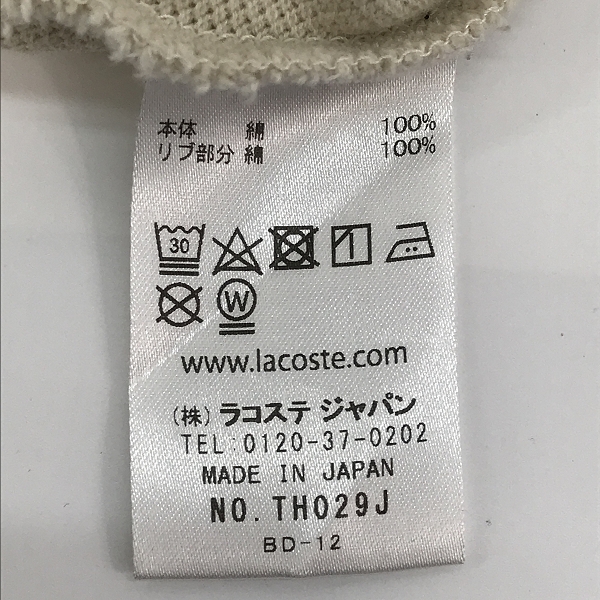 本体 綿 100%
リブ部分 綿 100%
30
W
www.lacoste.com
(株) ラコステ ジャパン
TEL:0120-37-0202
MADE IN JAPAN
NO. TH029J
BD-12